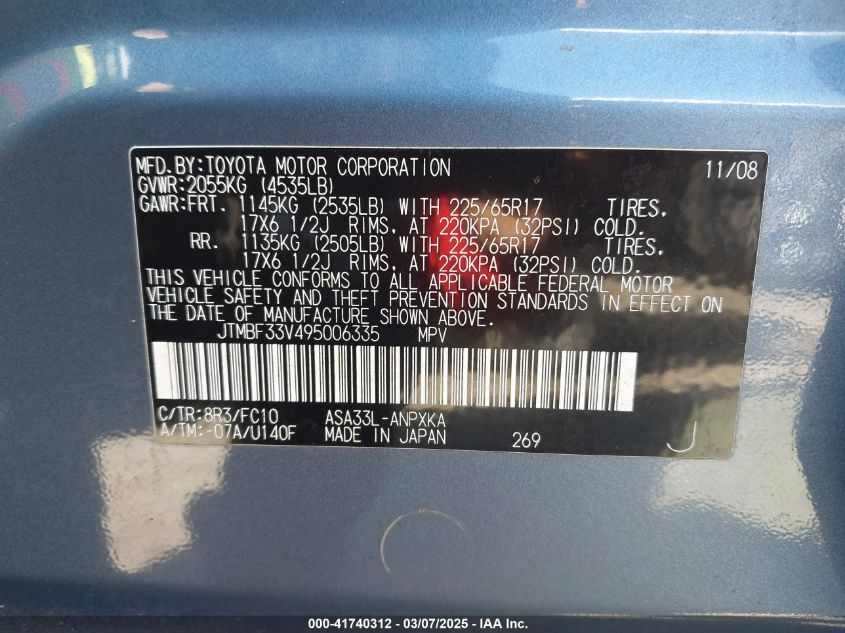 MFD.BY:TOYOTA MOTOR CORPORATION 11/08
GVWR:2055KG (4535LB)
GAWR:FRT. 1145KG (2535LB) WITH 225/65R17 TIRES,
17X6 1/2J RIMS, AT 220KPA (32PSI) COLD.
RR. 1135KG (2505LB) WITH 225/65R17 TIRES,
17X6 1/2J RIMS, AT 220KPA (32PSI) COLD.
THIS VEHICLE CONFORMS TO ALL APPLICABLE FEDERAL MOTOR
VEHICLE SAFETY AND THEFT PREVENTION STANDARDS IN EFFECT ON
THE DATE OF MANUFACTURE SHOWN ABOVE.
JTMBF33V495006335 MPV
C/TR:8R3/FC10 ASA33L-ANPXKA
A/TM:-07A/U140F MADE IN JAPAN 269 J
000-41740312 - 03/07/2025 - IAA Inc.